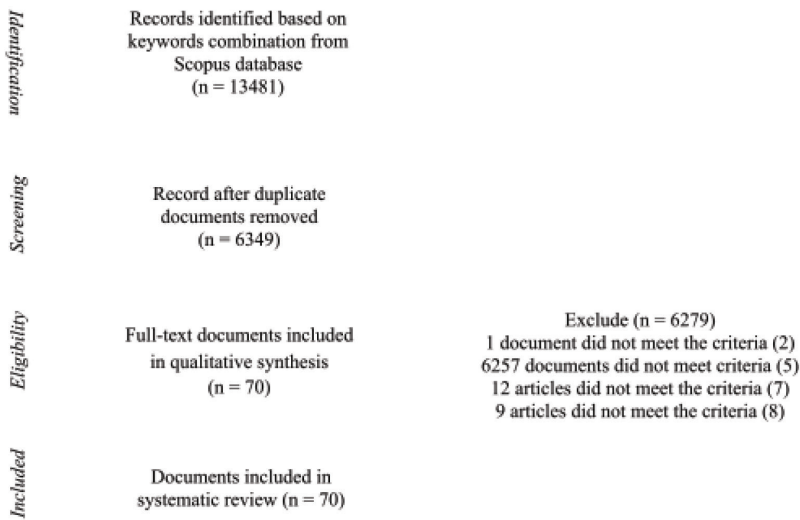 Identification
Records identified based on
keywords combination from
Scopus database
(n = 13481)
Screening
Record after duplicate
documents removed
(n = 6349)
Eligibility
Full-text documents included
in qualitative synthesis
(n = 70)
Exclude (n = 6279)
1 document did not meet the criteria (2)
6257 documents did not meet criteria (5)
12 articles did not meet the criteria (7)
9 articles did not meet the criteria (8)
Included
Documents included in
systematic review (n = 70)